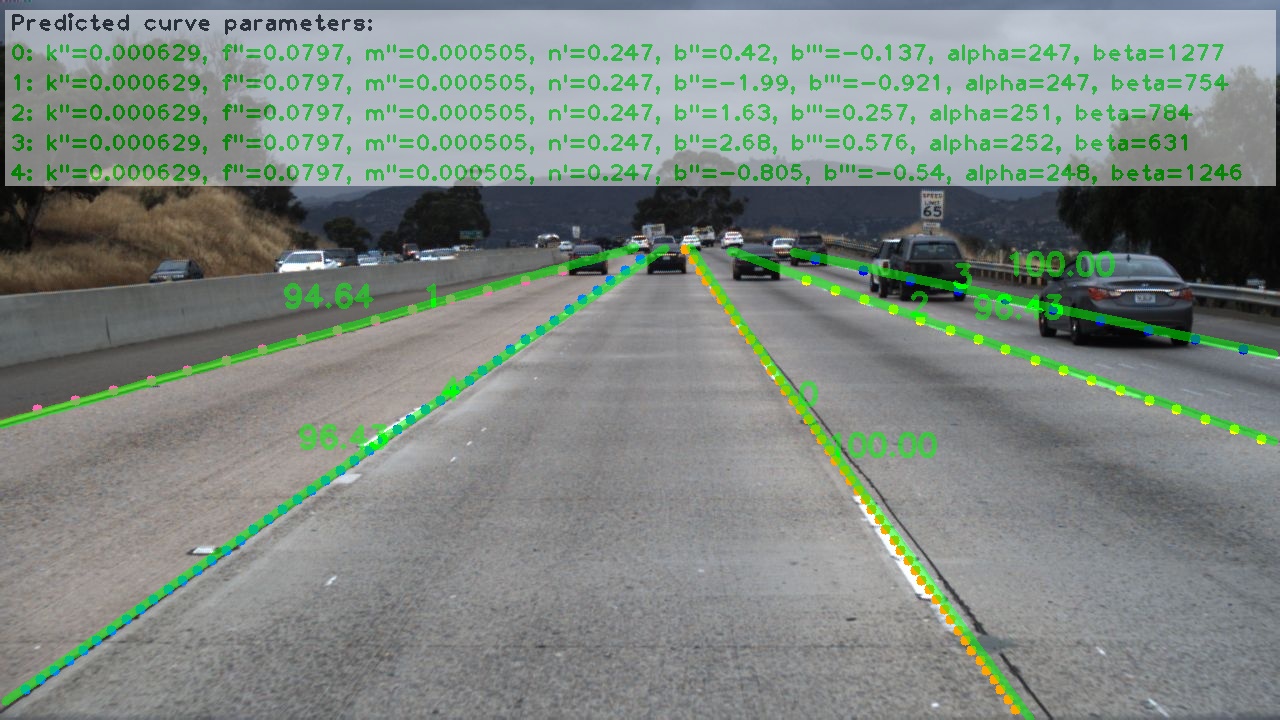 Predicted curve parameters:
0: k''=0.000629, f''=0.0797, m''=0.000505, n'=0.247, b''=0.42, b'''=−0.137, alpha=247, beta=1277
1: k''=0.000629, f''=0.0797, m''=0.000505, n'=0.247, b''=−1.99, b'''=−0.921, alpha=247, beta=754
2: k''=0.000629, f''=0.0797, m''=0.000505, n'=0.247, b''=1.63, b'''=0.257, alpha=251, beta=784
3: k''=0.000629, f''=0.0797, m''=0.000505, n'=0.247, b''=2.68, b'''=0.576, alpha=252, beta=631
4: k''=0.000629, f''=0.0797, m''=0.000505, n'=0.247, b''=−0.805, b'''=−0.54, alpha=248, beta=1246
SPEED
LIMIT
65
100.00
3
94.64
1
96.43
2
4
0
96.43
100.00